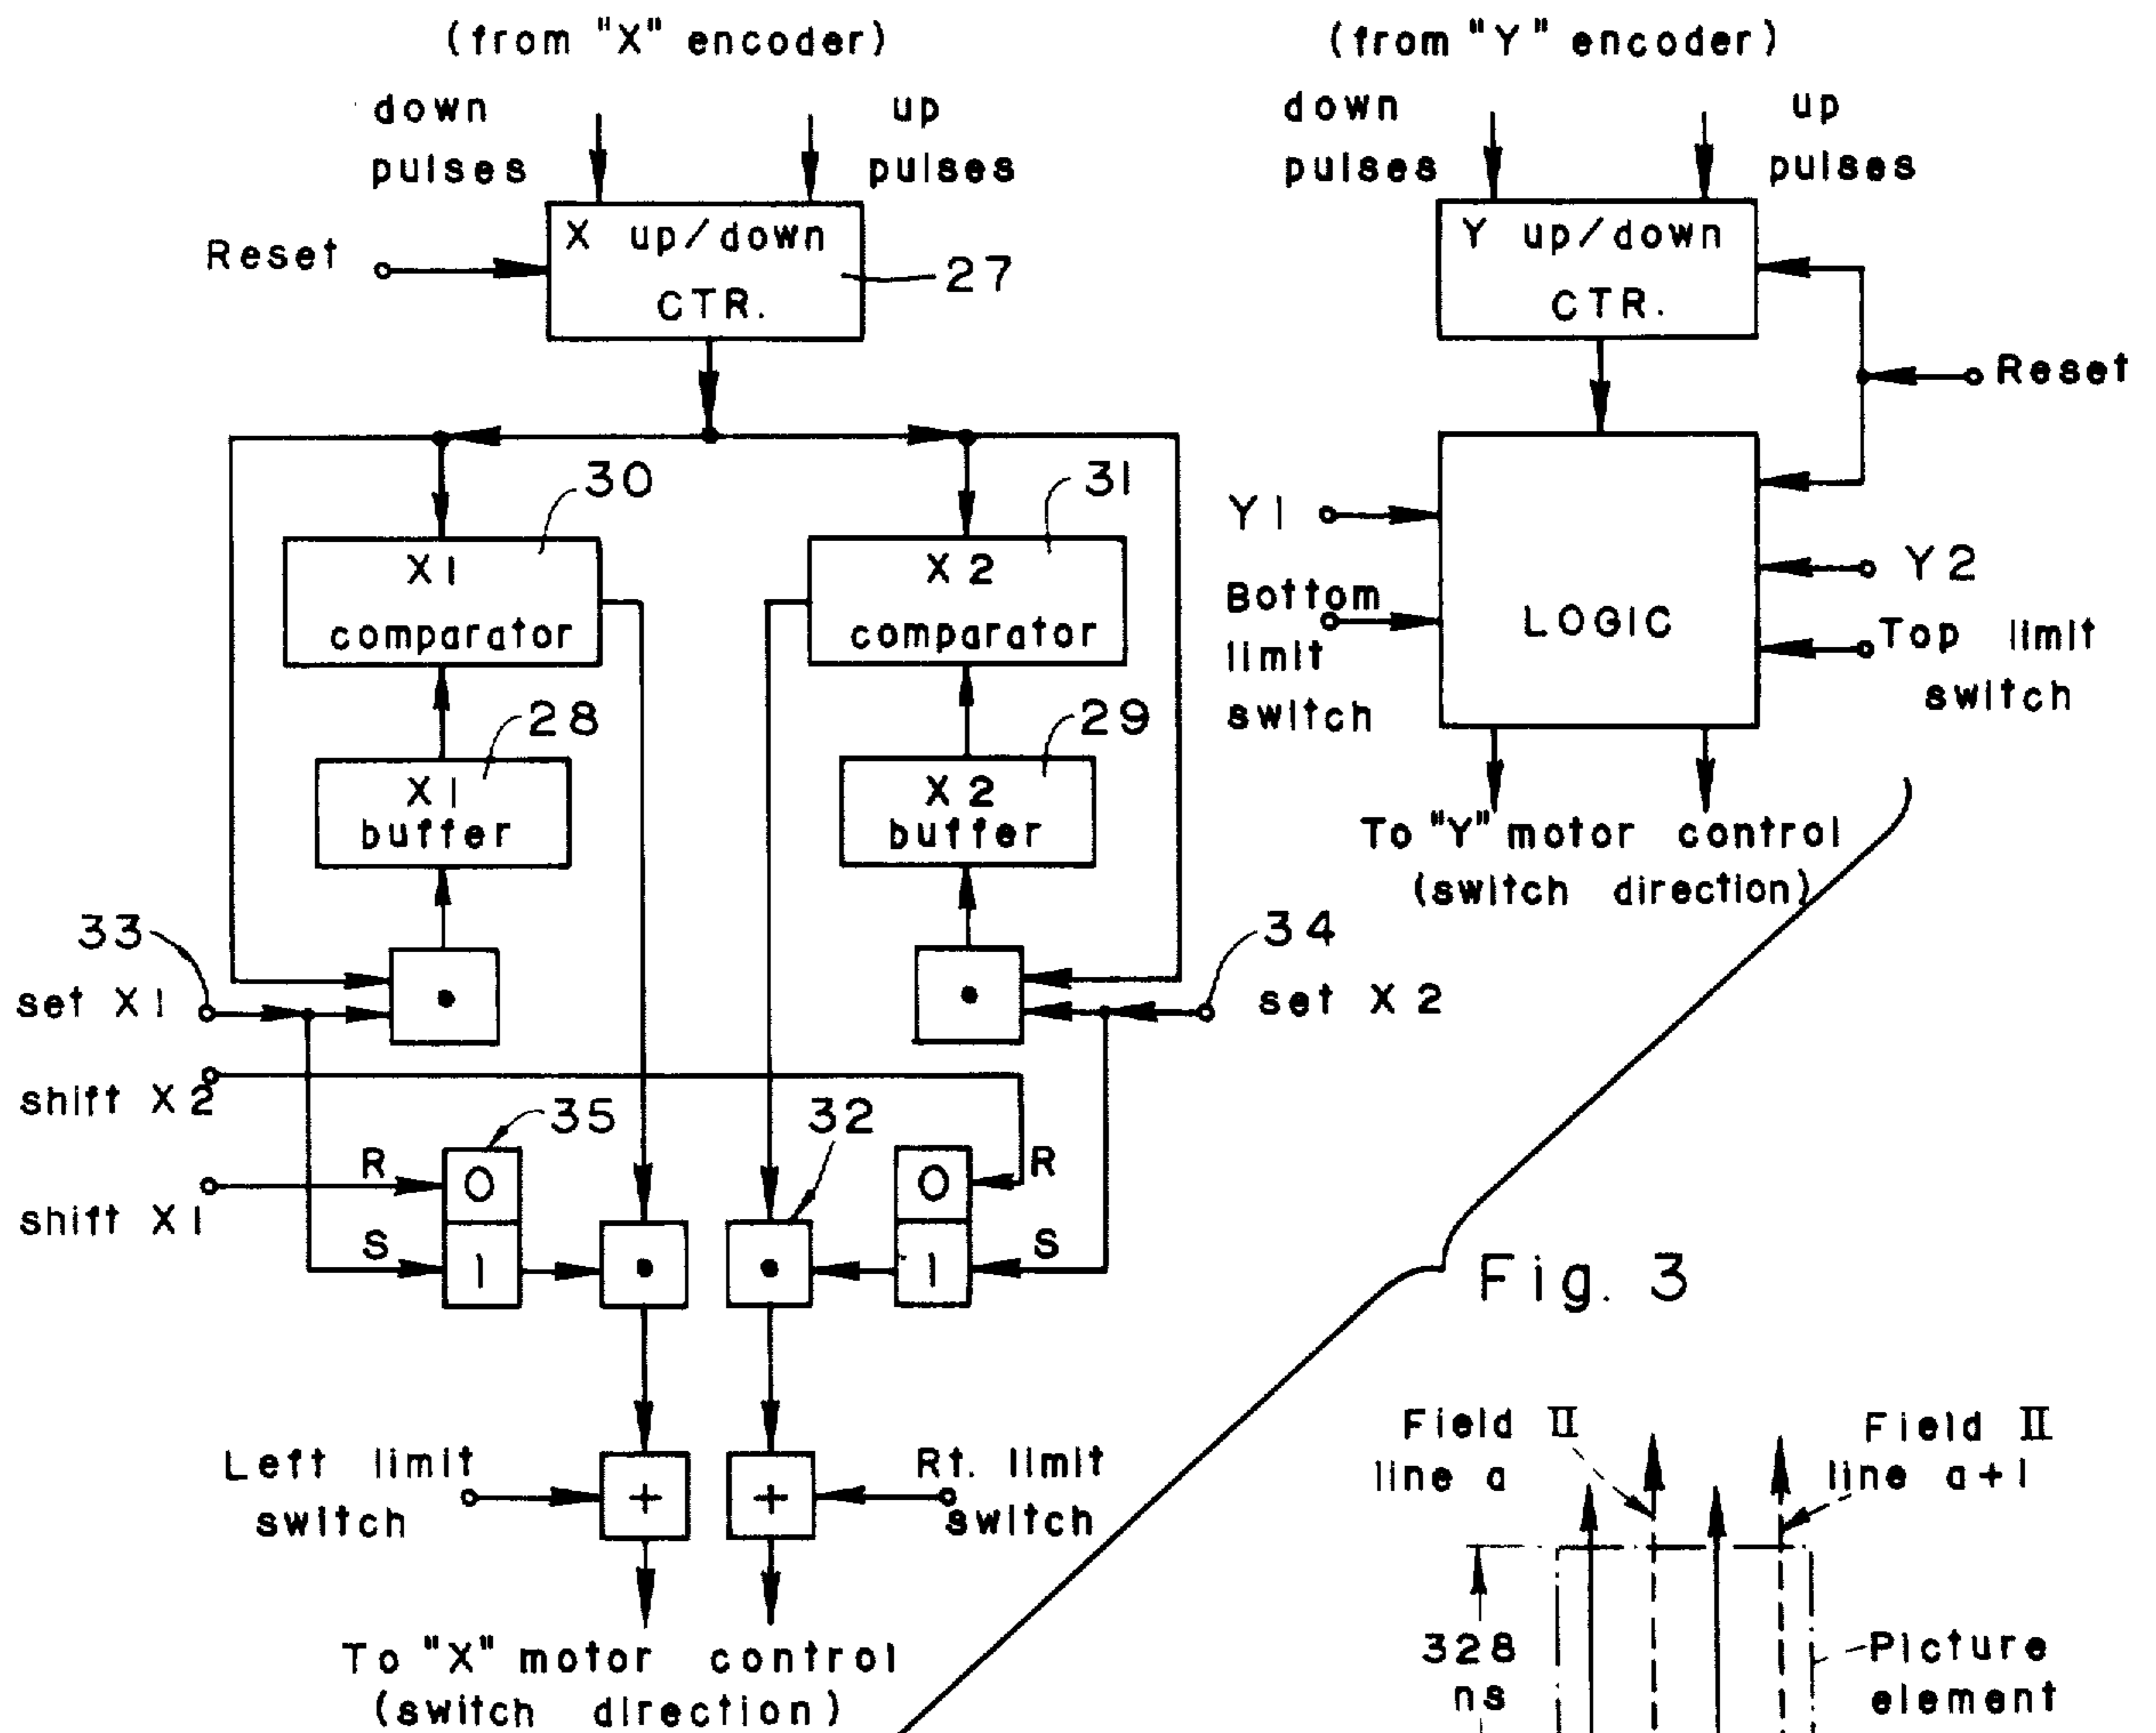 (from "X" encoder)
down pulses
up pulses
Reset
X up/down
CTR.
27
30
X1
comparator
31
X2
comparator
28
X1
buffer
29
X2
buffer
33
set X1
34
set X2
shift X2
35
32
R
O
R
O
shift X1
S
1
S
1
Left limit
switch
+
+
Rt. limit
switch
To "X" motor control
(switch direction)
(from "Y" encoder)
down pulses
up pulses
Y up/down
CTR.
Reset
Y1
Y2
Bottom
limit
switch
LOGIC
Top limit
switch
To "Y" motor control
(switch direction)
Fig. 3
Field II
line a
Field II
line a+1
328
ns
Picture
element